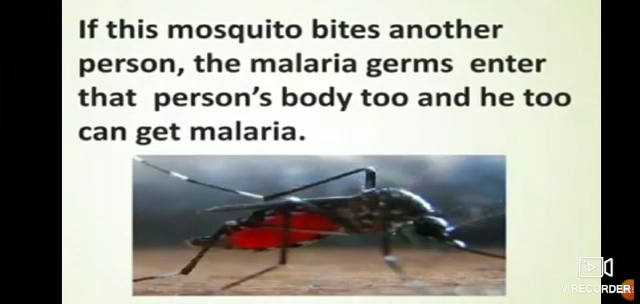 If this mosquito bites another
person, the malaria germs enter
that person's body too and he too
can get malaria.
V RECORDER